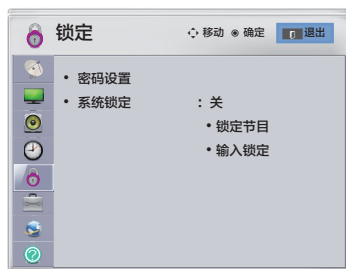 锁定
移动 确定 退出
• 密码设置
• 系统锁定 : 关
• 锁定节目
• 输入锁定